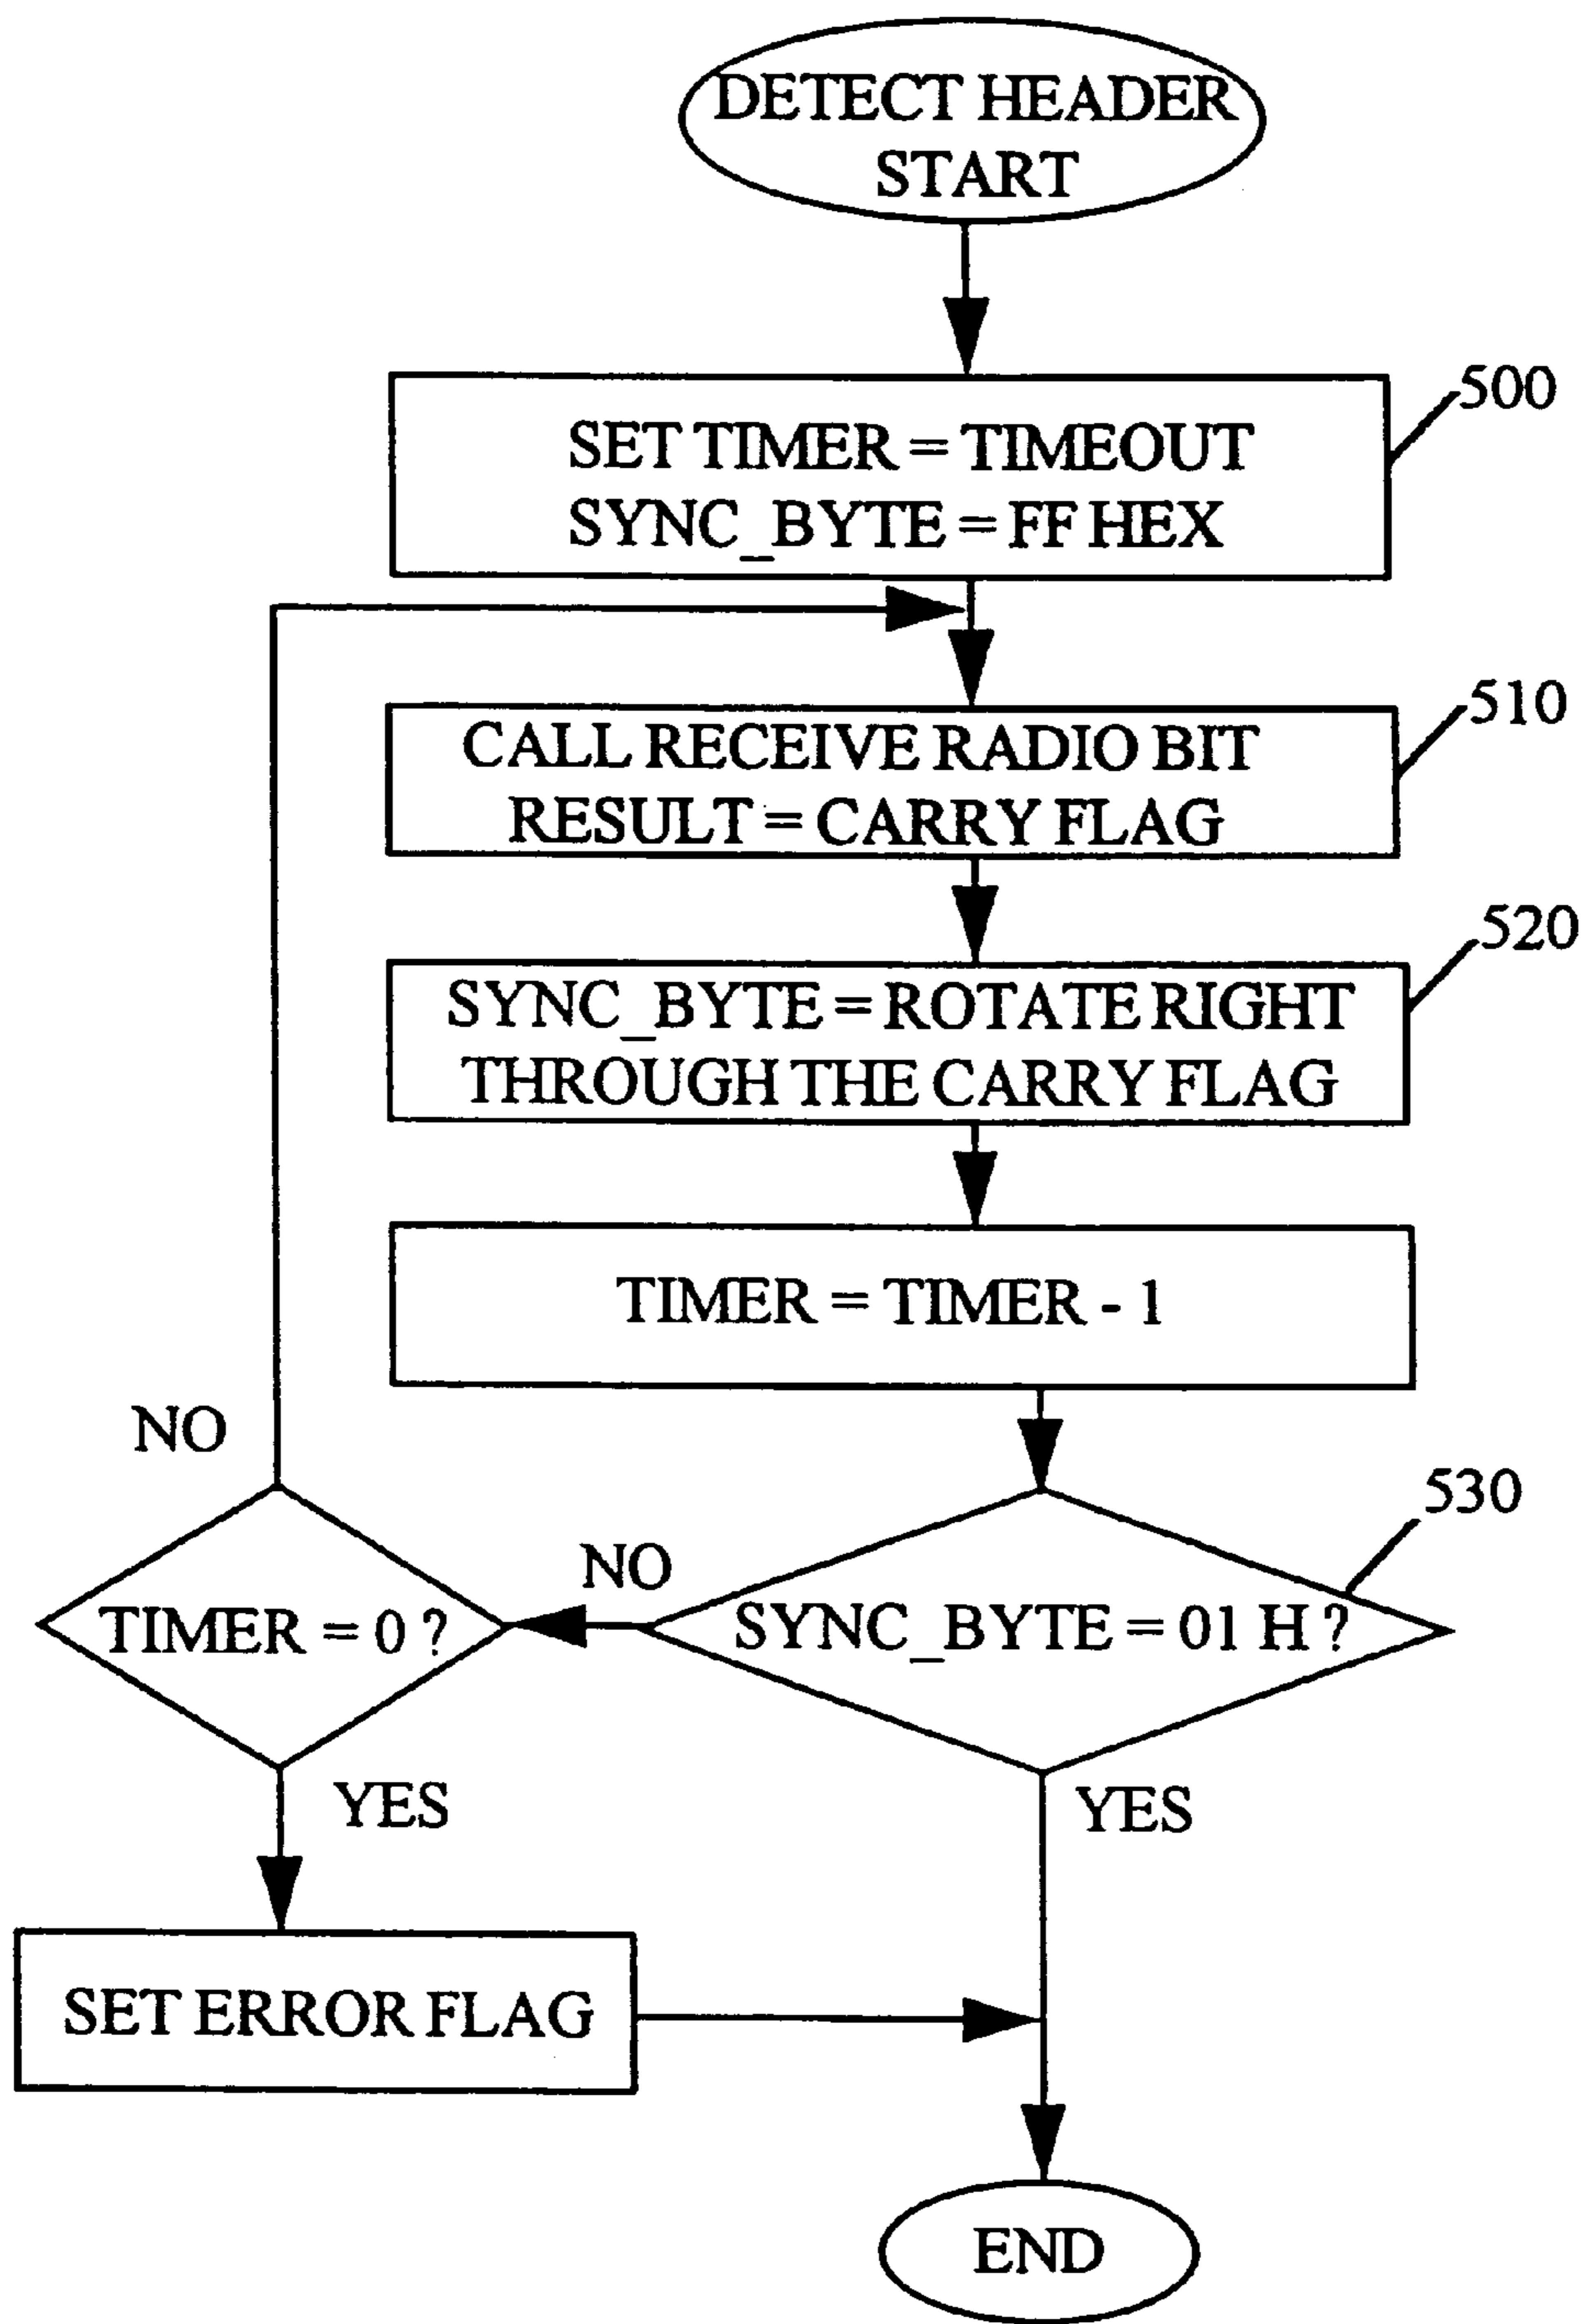 DETECT HEADER
START
500
SET TIMER = TIMEOUT
SYNC_BYTE = FF HEX
510
CALL RECEIVE RADIO BIT
RESULT = CARRY FLAG
520
SYNC_BYTE = ROTATE RIGHT
THROUGH THE CARRY FLAG
TIMER = TIMER - 1
NO
530
NO
TIMER = 0 ?
SYNC_BYTE = 01 H ?
YES
YES
SET ERROR FLAG
END